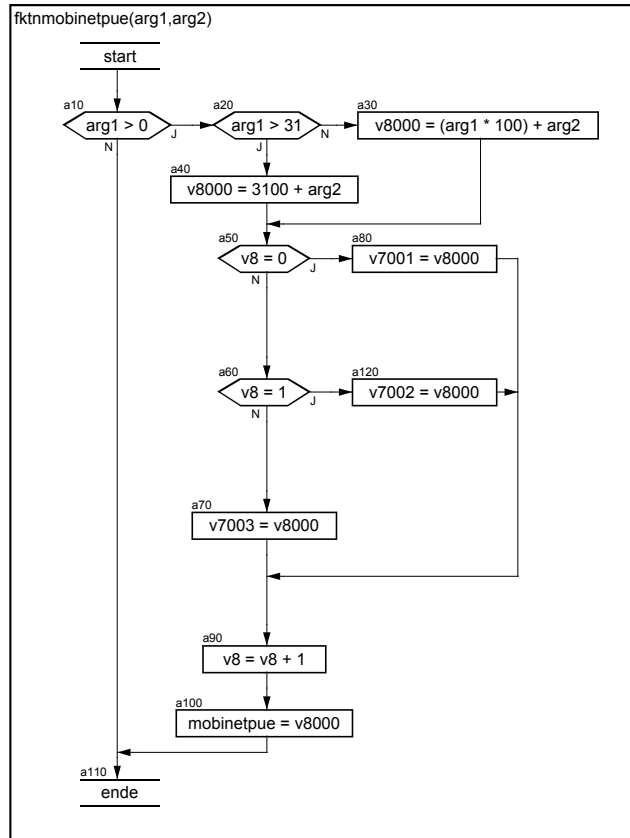 fktnmobinetpue(arg1,arg2)
start
a10
arg1 > 0
J
N
a20
arg1 > 31
N
J
a30
v8000 = (arg1 * 100) + arg2
a40
v8000 = 3100 + arg2
a50
v8 = 0
J
N
a80
v7001 = v8000
a60
v8 = 1
J
N
a120
v7002 = v8000
a70
v7003 = v8000
a90
v8 = v8 + 1
a100
mobinetpue = v8000
a110
ende